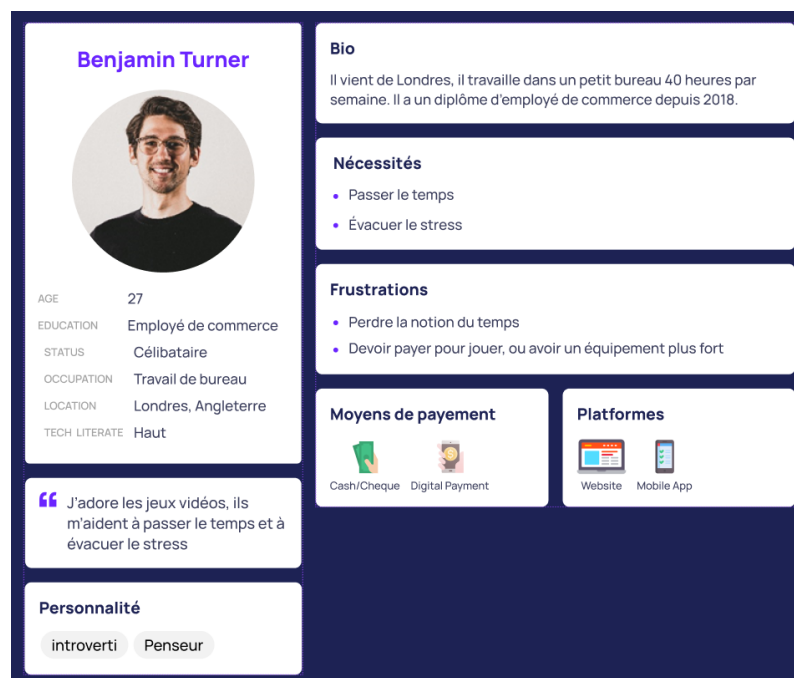 Benjamin Turner
AGE 27
EDUCATION Employé de commerce
STATUS Célibataire
OCCUPATION Travail de bureau
LOCATION Londres, Angleterre
TECH LITERATE Haut
J'adore les jeux vidéos, ils
m'aident à passer le temps et à
évacuer le stress
Personnalité
introverti Penseur
Bio
Il vient de Londres, il travaille dans un petit bureau 40 heures par
semaine. Il a un diplôme d'employé de commerce depuis 2018.
Nécessités
Passer le temps
Évacuer le stress
Frustrations
Perdre la notion du temps
Devoir payer pour jouer, ou avoir un équipement plus fort
Moyens de payement
Cash/Cheque Digital Payment
Platformes
Website Mobile App